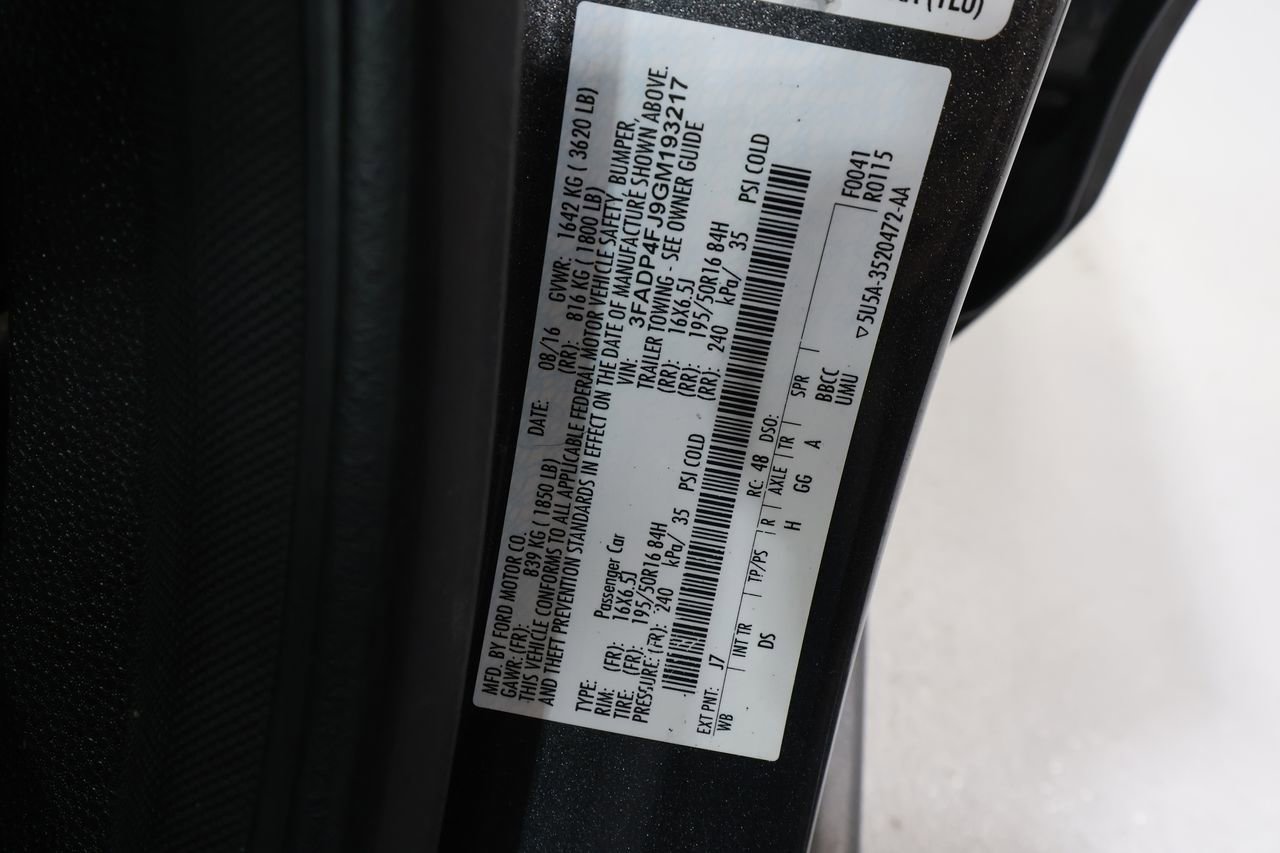 MFD. BY FORD MOTOR CO.
DATE: 08/16 GVWR: 1642 KG ( 3620 LB)
GAWR: (FR): 839 KG ( 1850 LB) (RR): 816 KG ( 1800 LB)
THIS VEHICLE CONFORMS TO ALL APPLICABLE FEDERAL MOTOR VEHICLE SAFETY, BUMPER,
AND THEFT PREVENTION STANDARDS IN EFFECT ON THE DATE OF MANUFACTURE SHOWN ABOVE.
VIN: 3FADP4FJ9GM193217
TYPE: Passenger Car TRAILER TOWING - SEE OWNER GUIDE
RIM: (FR): 16X6.5J (RR): 16X6.5J
TIRE: (FR): 195/50R16 84H (RR): 195/50R16 84H
PRESSURE: (FR): 240 kPa/ 35 PSI COLD (RR): 240 kPa/ 35 PSI COLD
EXT PNT: J7 RC: 48 DSO: F0041
WB INT TR TP/PS R AXLE TR SPR R0115
DS H GG A BBCC
UMU ▽5U5A-3520472-AA